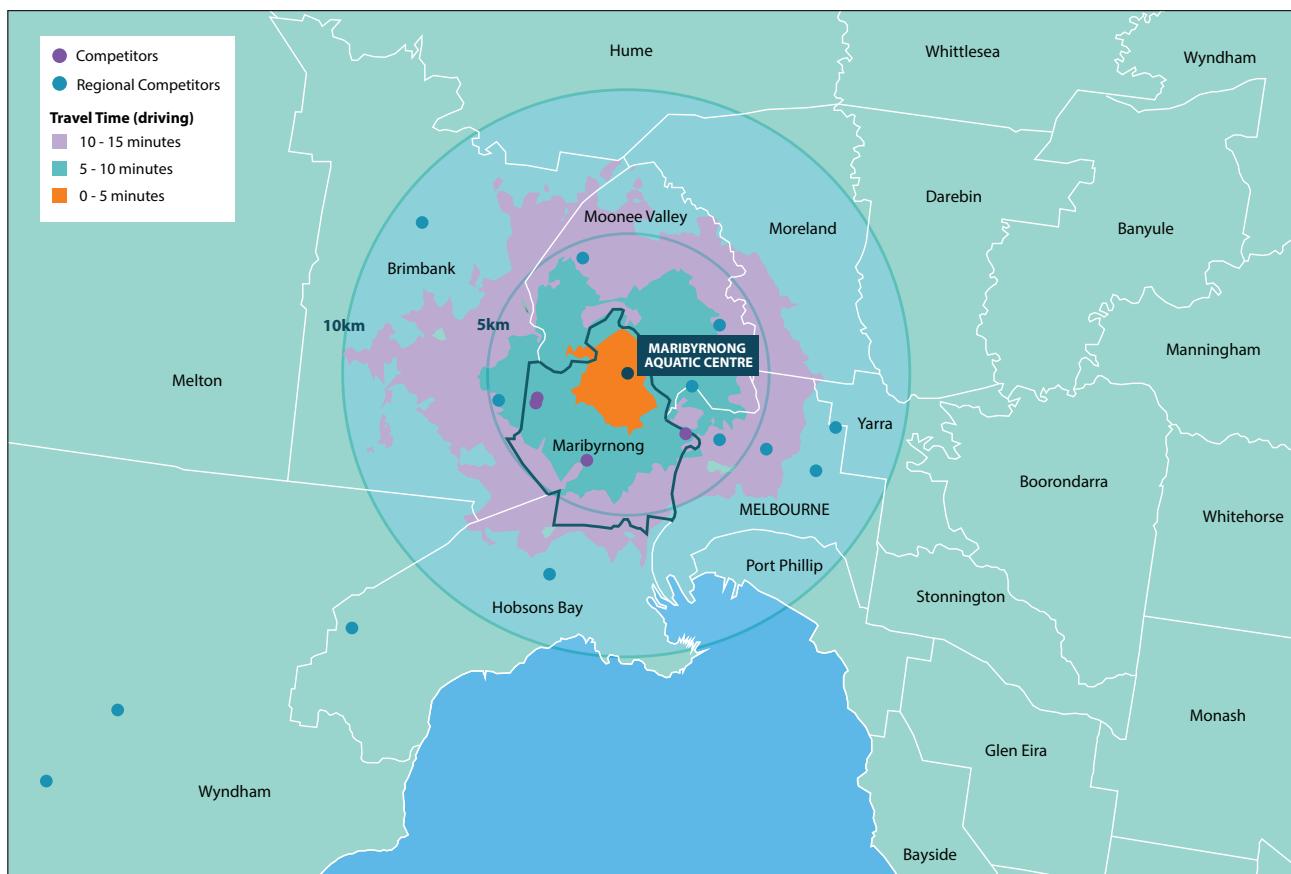 Competitors
Regional Competitors
Travel Time (driving)
10 - 15 minutes
5 - 10 minutes
0 - 5 minutes
Hume
Whittlesea
Wyndham
Darebin
Moonee Valley
Moreland
Banyule
Brimbank
10km
5km
MARIBYRNONG
AQUATIC CENTRE
Manningham
Melton
Yarra
Maribyrnong
Boorondarra
MELBOURNE
Whitehorse
Port Phillip
Stonnington
Hobsons Bay
Monash
Glen Eira
Wyndham
Bayside